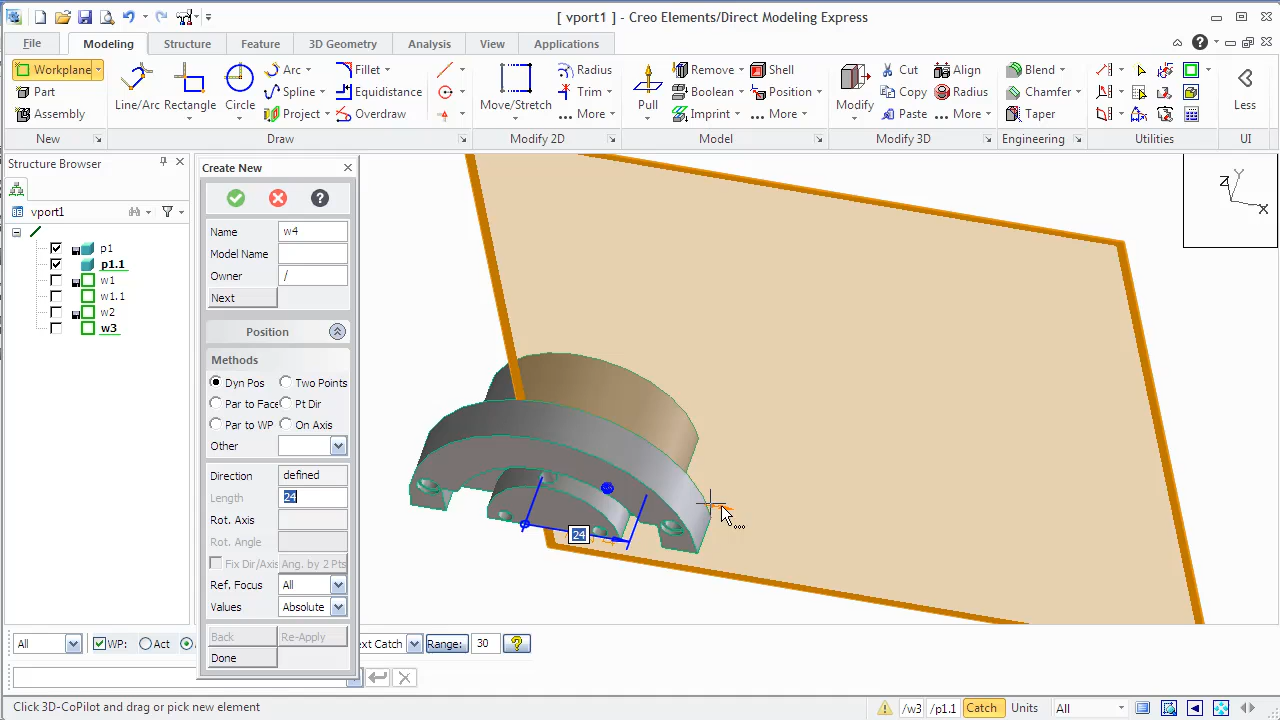 [ vport1 ] - Creo Elements/Direct Modeling Express
File Modeling Structure Feature 3D Geometry Analysis View Applications
Workplane Part Assembly New
Line/Arc Rectangle Circle Arc Spline Project Fillet Equidistance Overdraw Draw
Move/Stretch Radius Trim More Modify 2D
Pull Remove Boolean Imprint Shell Position More Model
Modify Cut Copy Paste Align Radius More Modify 3D
Blend Chamfer Taper Engineering
Utilities
Less UI
Structure Browser
vport1
p1
p1.1
w1
w1.1
w2
w3
Create New
Name w4
Model Name
Owner /
Next
Position
Methods
Dyn Pos Two Points
Par to Face Pt Dir
Par to WP On Axis
Other
Direction defined
Length 24
Rot. Axis
Rot. Angle
Fix Dir/Axis Ang. by 2 Pts
Ref. Focus All
Values Absolute
Back Re-Apply
Done
24
Z Y X
All WP: Act ext Catch Range: 30
Click 3D-CoPilot and drag or pick new element
/w3 /p1.1 Catch Units All